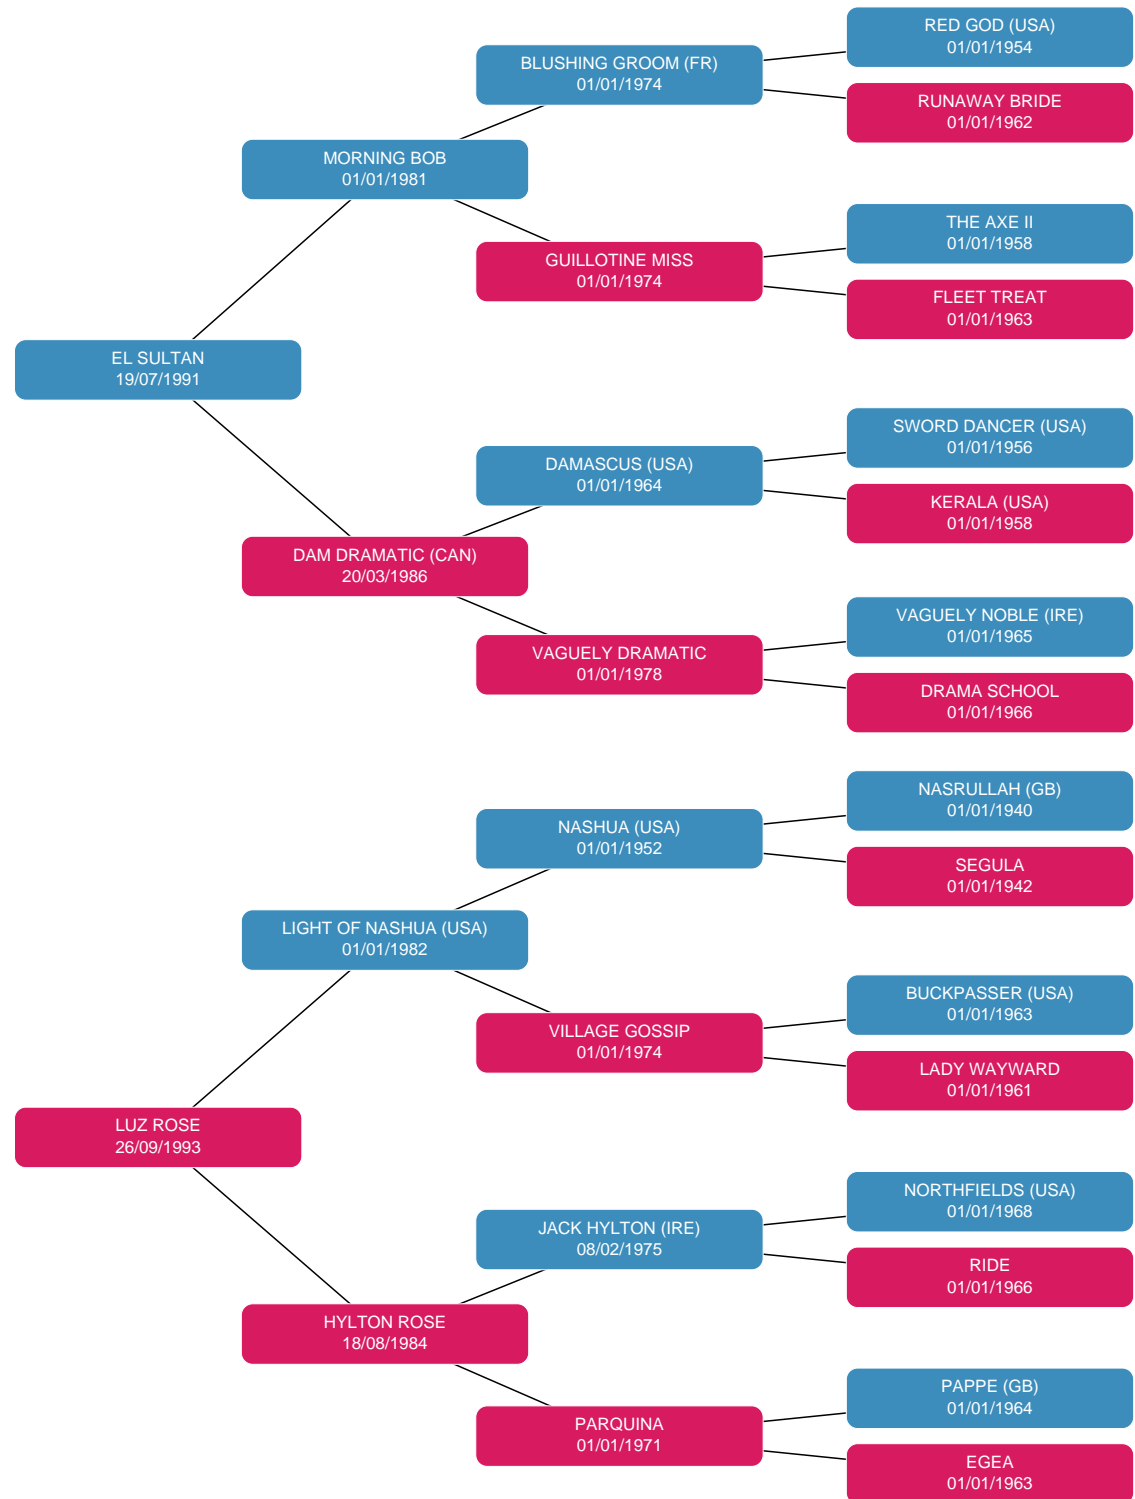 RED GOD (USA)
01/01/1954
BLUSHING GROOM (FR)
01/01/1974
RUNAWAY BRIDE
01/01/1962
MORNING BOB
01/01/1981
THE AXE II
01/01/1958
GUILLOTINE MISS
01/01/1974
FLEET TREAT
01/01/1963
EL SULTAN
19/07/1991
SWORD DANCER (USA)
01/01/1956
DAMASCUS (USA)
01/01/1964
KERALA (USA)
01/01/1958
DAM DRAMATIC (CAN)
20/03/1986
VAGUELY NOBLE (IRE)
01/01/1965
VAGUELY DRAMATIC
01/01/1978
DRAMA SCHOOL
01/01/1966
NASRULLAH (GB)
01/01/1940
NASHUA (USA)
01/01/1952
SEGULA
01/01/1942
LIGHT OF NASHUA (USA)
01/01/1982
BUCKPASSER (USA)
01/01/1963
VILLAGE GOSSIP
01/01/1974
LADY WAYWARD
01/01/1961
LUZ ROSE
26/09/1993
NORTHFIELDS (USA)
01/01/1968
JACK HYLTON (IRE)
08/02/1975
RIDE
01/01/1966
HYLTON ROSE
18/08/1984
PAPPE (GB)
01/01/1964
PARQUINA
01/01/1971
EGEA
01/01/1963